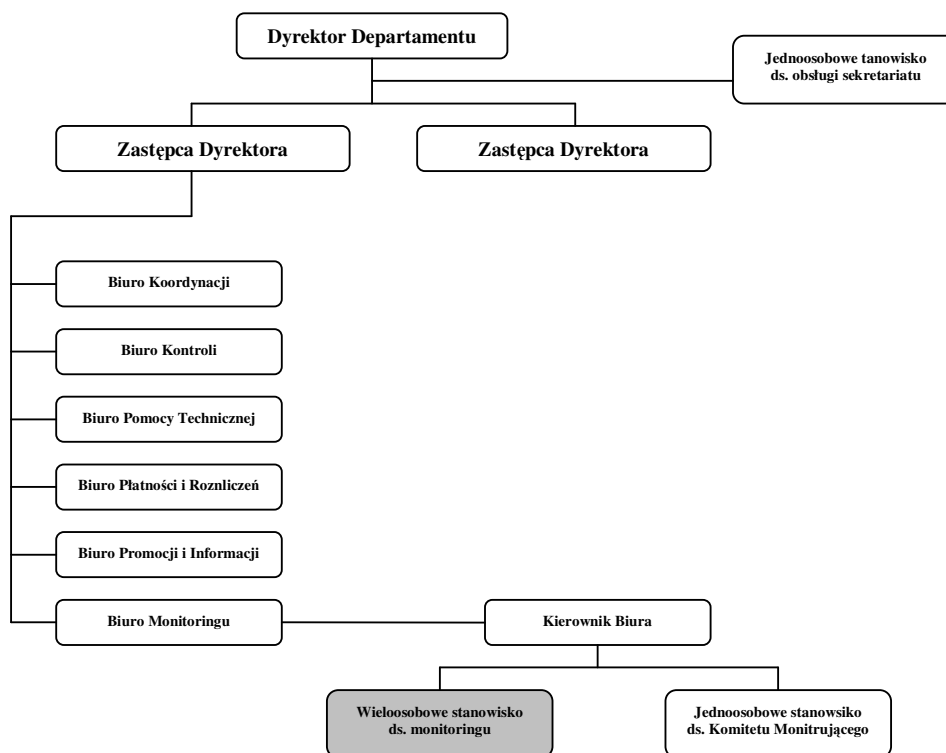 Dyrektor Departamentu
Jednoosobowe tanowisko
ds. obsługi sekretariatu
Zastępca Dyrektora
Zastępca Dyrektora
Biuro Koordynacji
Biuro Kontroli
Biuro Pomocy Technicznej
Biuro Płatności i Roznliczeń
Biuro Promocji i Informacji
Biuro Monitoringu
Kierownik Biura
Wieloosobowe stanowisko
ds. monitoringu
Jednoosobowe stanowsiko
ds. Komitetu Monitrującego